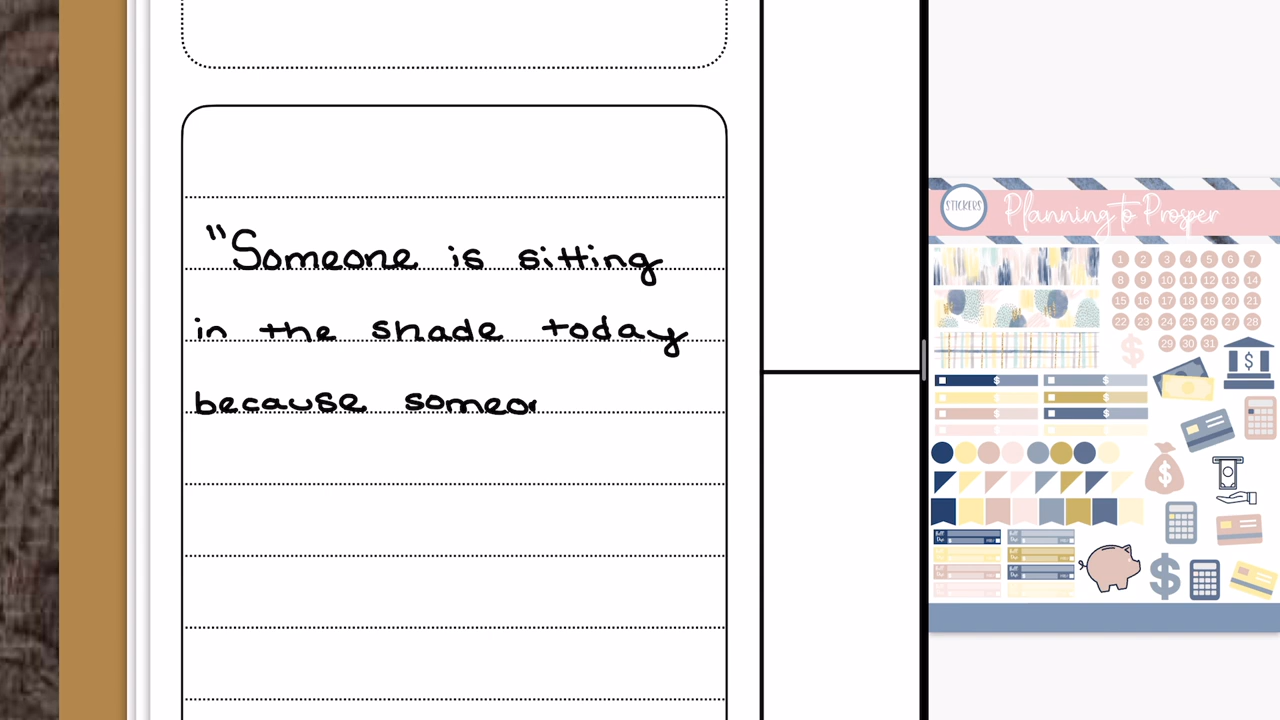 "Someone is sitting
in the shade today
because someo
STICKERS
Planning to Prosper
1 2 3 4 5 6 7
8 9 10 11 12 13 14
15 16 17 18 19 20 21
22 23 24 25 26 27 28
29 30 31